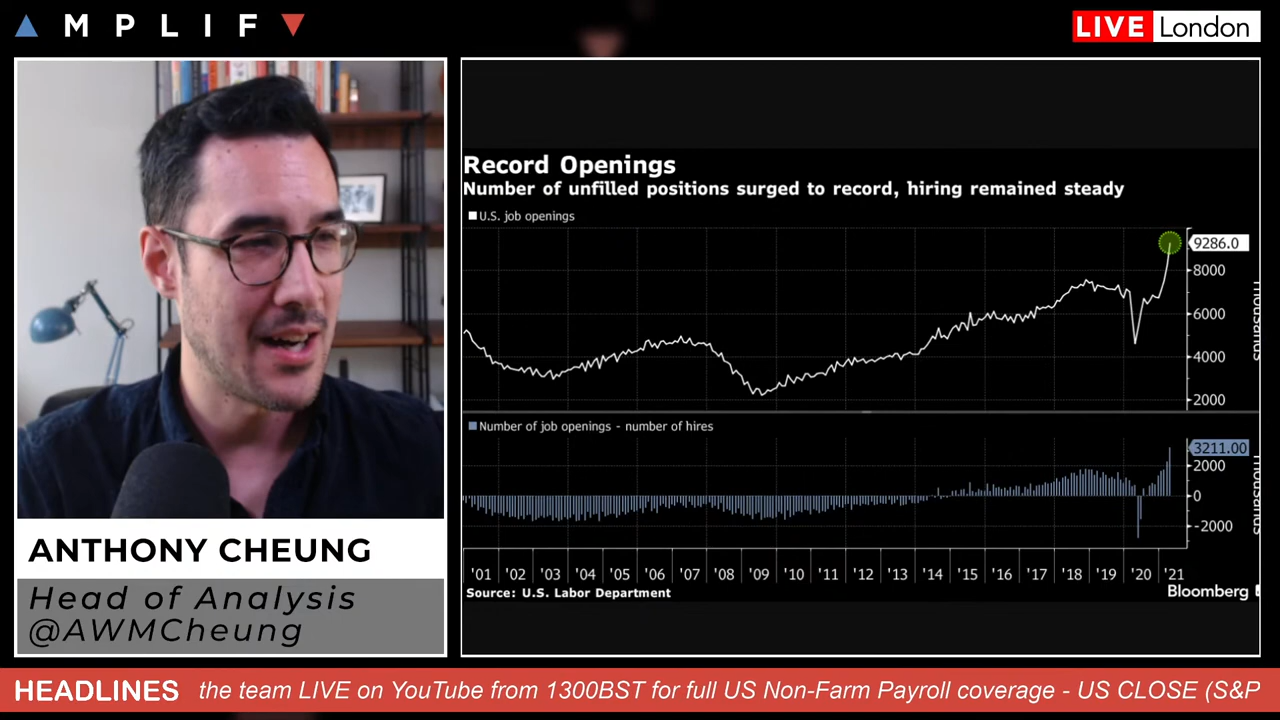 AMPLIFY
LIVE London
Record Openings
Number of unfilled positions surged to record, hiring remained steady
U.S. job openings
9286.0
8000
6000
4000
2000
Thousands
Number of job openings - number of hires
3211.00
2000
0
-2000
Thousands
'01 '02 '03 '04 '05 '06 '07 '08 '09 '10 '11 '12 '13 '14 '15 '16 '17 '18 '19 '20 '21
Source: U.S. Labor Department
Bloomberg
ANTHONY CHEUNG
Head of Analysis
@AWMCheung
HEADLINES the team LIVE on YouTube from 1300BST for full US Non-Farm Payroll coverage - US CLOSE (S&P